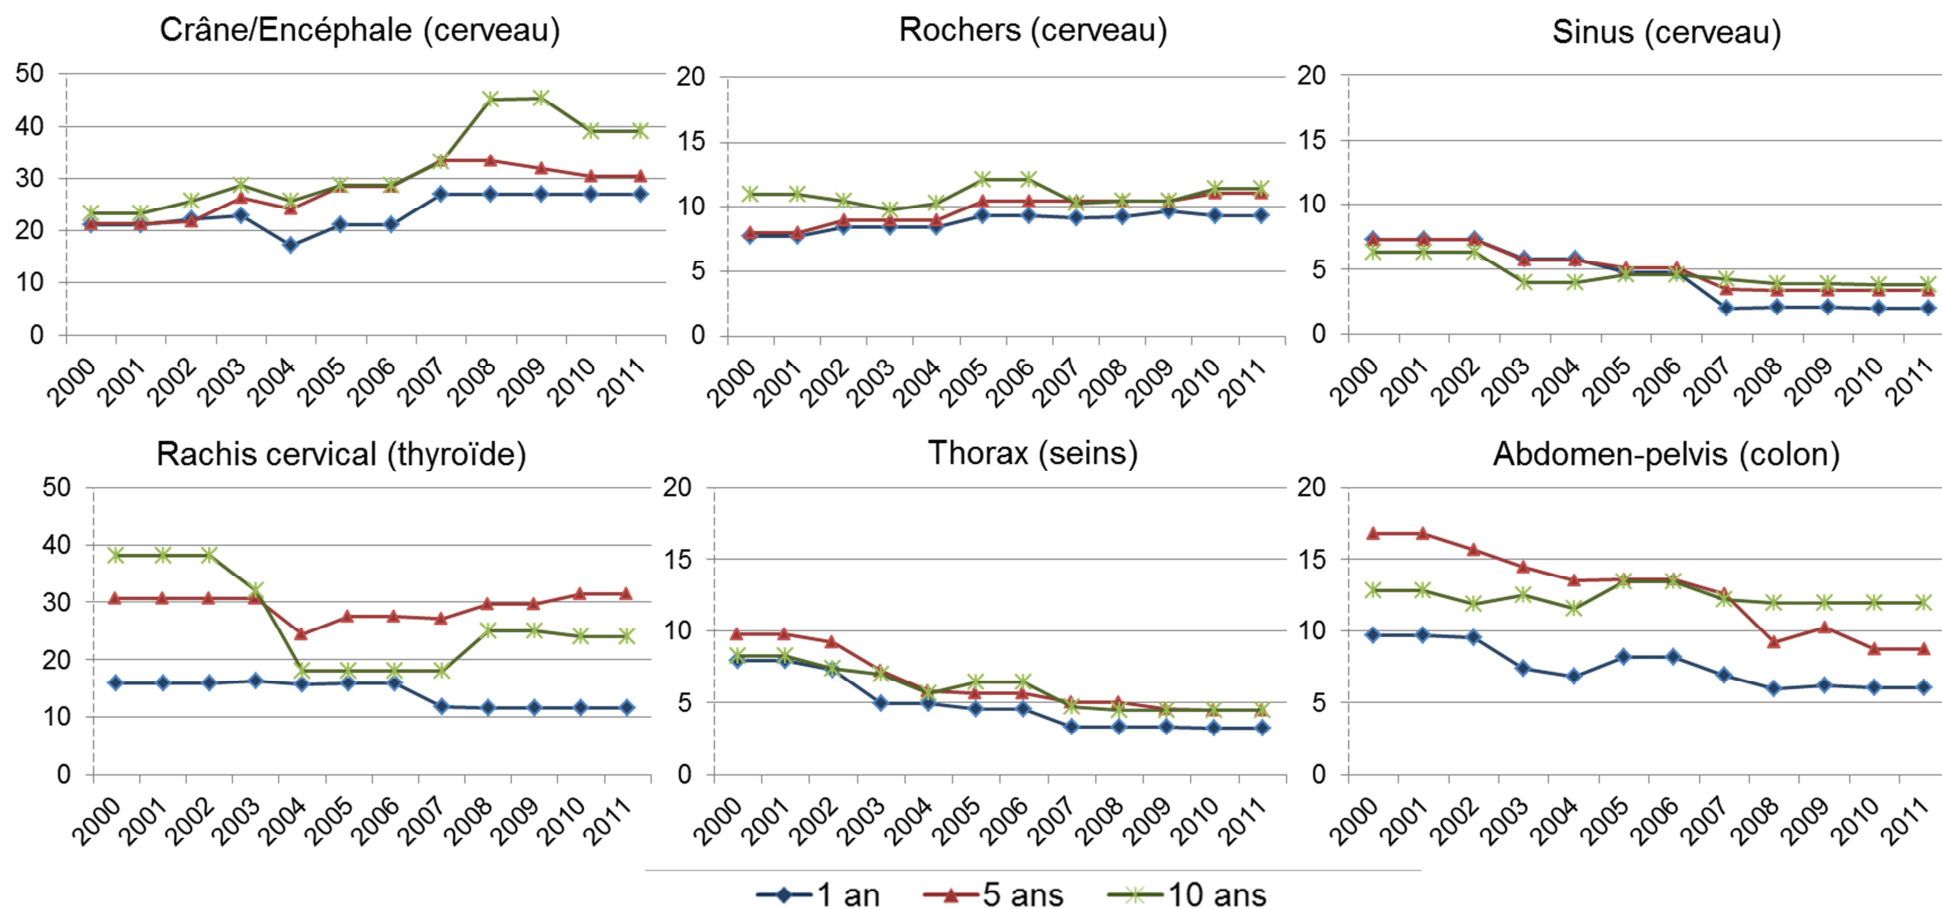 Crâne/Encéphale (cerveau)
50
40
30
20
10
0
2000 2001 2002 2003 2004 2005 2006 2007 2008 2009 2010 2011
Rochers (cerveau)
20
15
10
5
0
2000 2001 2002 2003 2004 2005 2006 2007 2008 2009 2010 2011
Sinus (cerveau)
20
15
10
5
0
2000 2001 2002 2003 2004 2005 2006 2007 2008 2009 2010 2011
Rachis cervical (thyroïde)
50
40
30
20
10
0
2000 2001 2002 2003 2004 2005 2006 2007 2008 2009 2010 2011
Thorax (seins)
20
15
10
5
0
2000 2001 2002 2003 2004 2005 2006 2007 2008 2009 2010 2011
Abdomen-pelvis (colon)
20
15
10
5
0
2000 2001 2002 2003 2004 2005 2006 2007 2008 2009 2010 2011
1 an 5 ans 10 ans